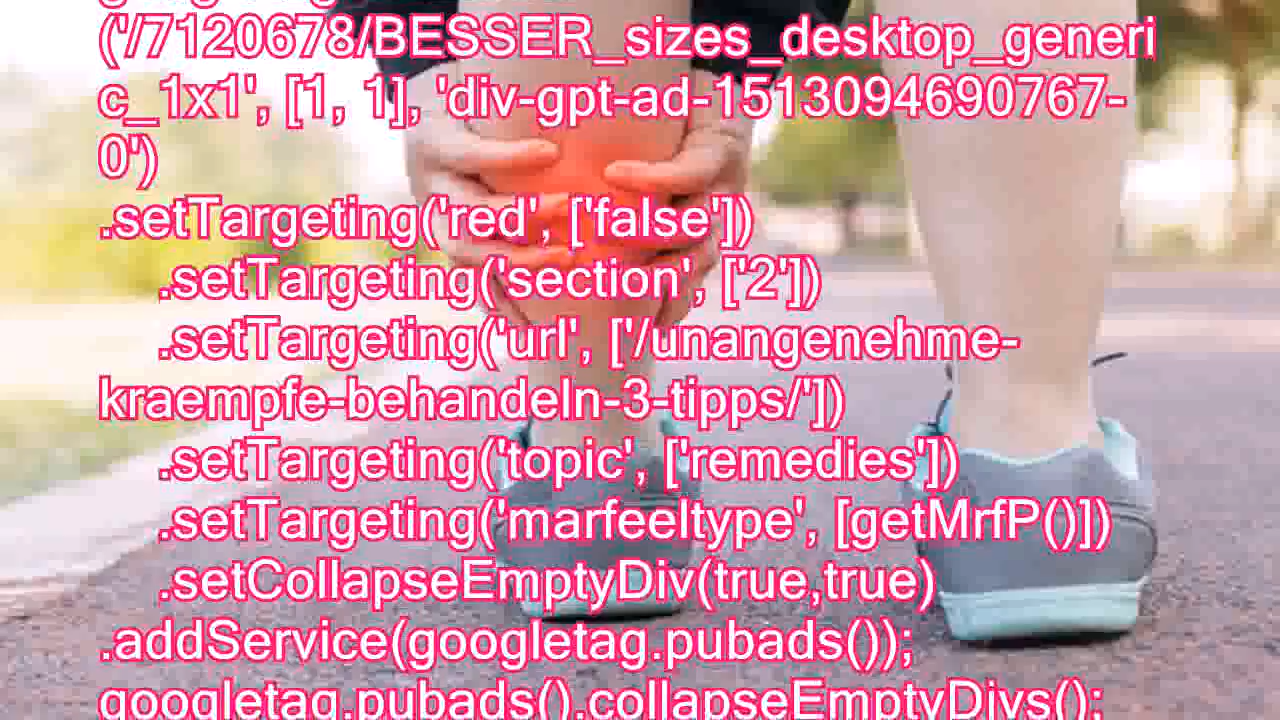 ('/7120678/BESSER_sizes_desktop_generi
c_1x1', [1, 1], 'div-gpt-ad-1513094690767-
0')
.setTargeting('red', ['false'])
.setTargeting('section', ['2'])
.setTargeting('url', ['/unangenehme-
kraempfe-behandeln-3-tipps/'])
.setTargeting('topic', ['remedies'])
.setTargeting('marfeeltype', [getMrfP()])
.setCollapseEmptyDiv(true,true)
.addService(googletag.pubads());
googletag.pubads().collapseEmptyDivs();